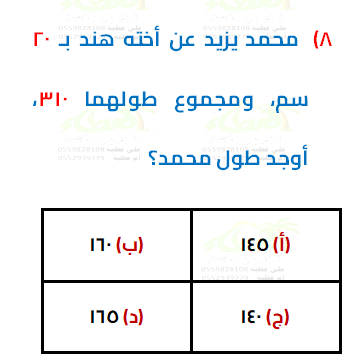 ٨) محمد يزيد عن أخته هند بـ ٢٠
سم، ومجموع طولهما ٣١٠،
أوجد طول محمد؟
(أ) ١٤٥
(ب) ١٦٠
(ج) ١٤٠
(د) ١٦٥